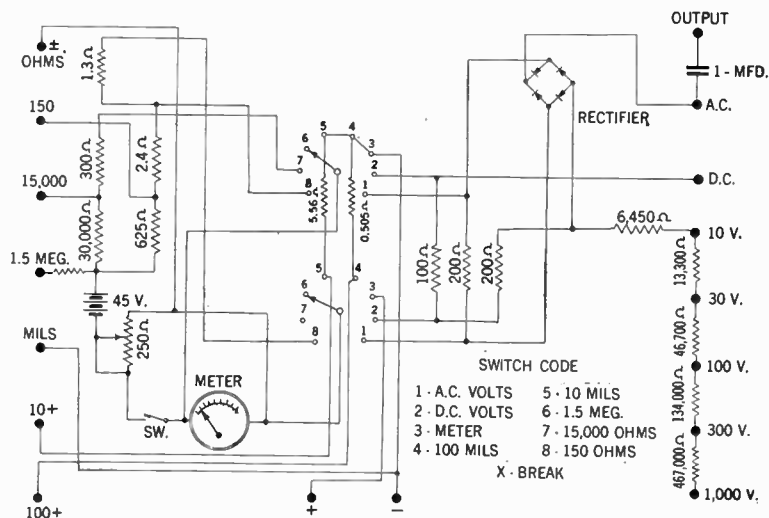 ±
OHMS
150
15,000
1.5 MEG.
MILS
10+
100+
1.3Ω
300Ω
2.4Ω
30,000Ω
625Ω
45 V.
250Ω
METER
SW.
5
4
6
3
7
2
8
1
5.56Ω
0.505Ω
5
4
6
3
7
2
8
1
+
−
100Ω
200Ω
200Ω
OUTPUT
1 - MFD.
A.C.
RECTIFIER
D.C.
6,450Ω
10 V.
13,300Ω
30 V.
46,700Ω
100 V.
134,000Ω
300 V.
467,000Ω
1,000 V.
SWITCH CODE
1 · A.C. VOLTS 5 · 10 MILS
2 · D.C. VOLTS 6 · 1.5 MEG.
3 · METER 7 · 15,000 OHMS
4 · 100 MILS 8 · 150 OHMS
X · BREAK